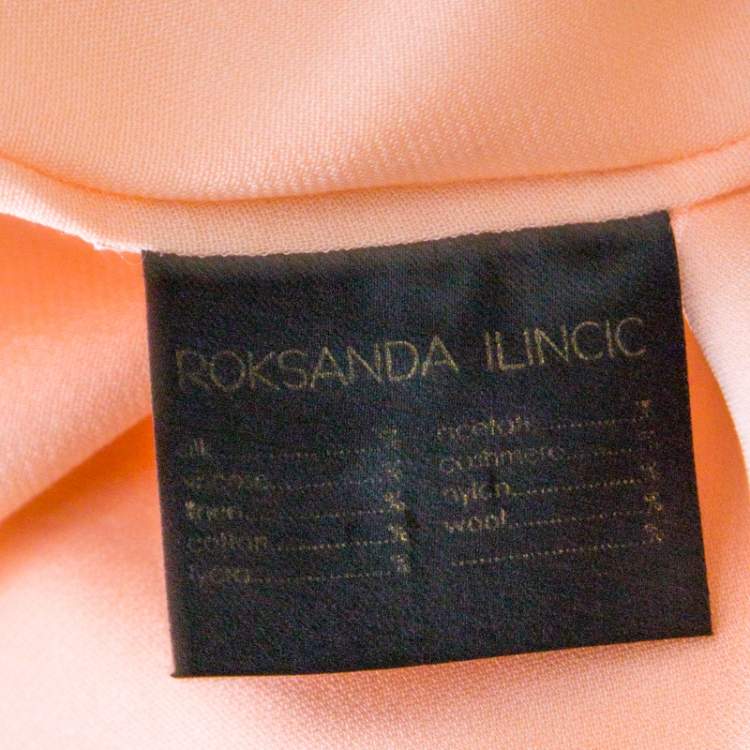 ROKSANDA ILINCIC
silk....................%
viscose...............%
linen...................%
cotton.................%
lycra...................%
acetate...............%
cashmere...........%
nylon..................%
wool...................%
..........................%